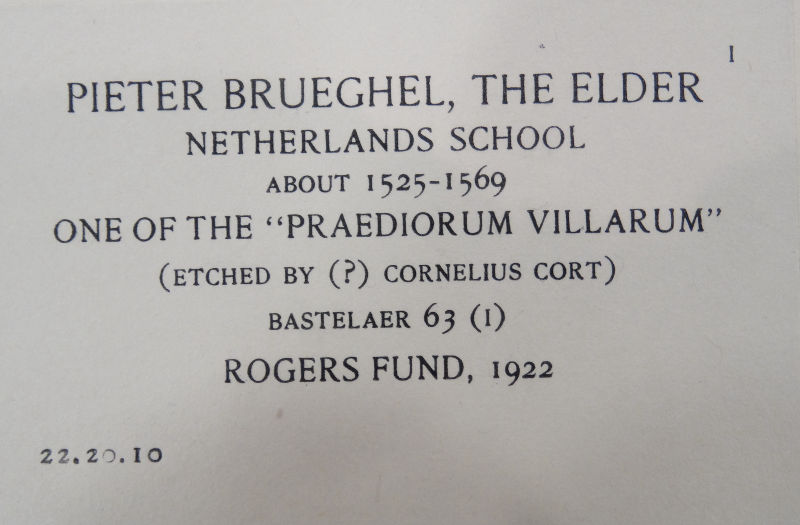 I
PIETER BRUEGHEL, THE ELDER
NETHERLANDS SCHOOL
ABOUT 1525-1569
ONE OF THE “PRAEDIORUM VILLARUM”
(ETCHED BY (?) CORNELIUS CORT)
BASTELAER 63 (I)
ROGERS FUND, 1922
22.20.10